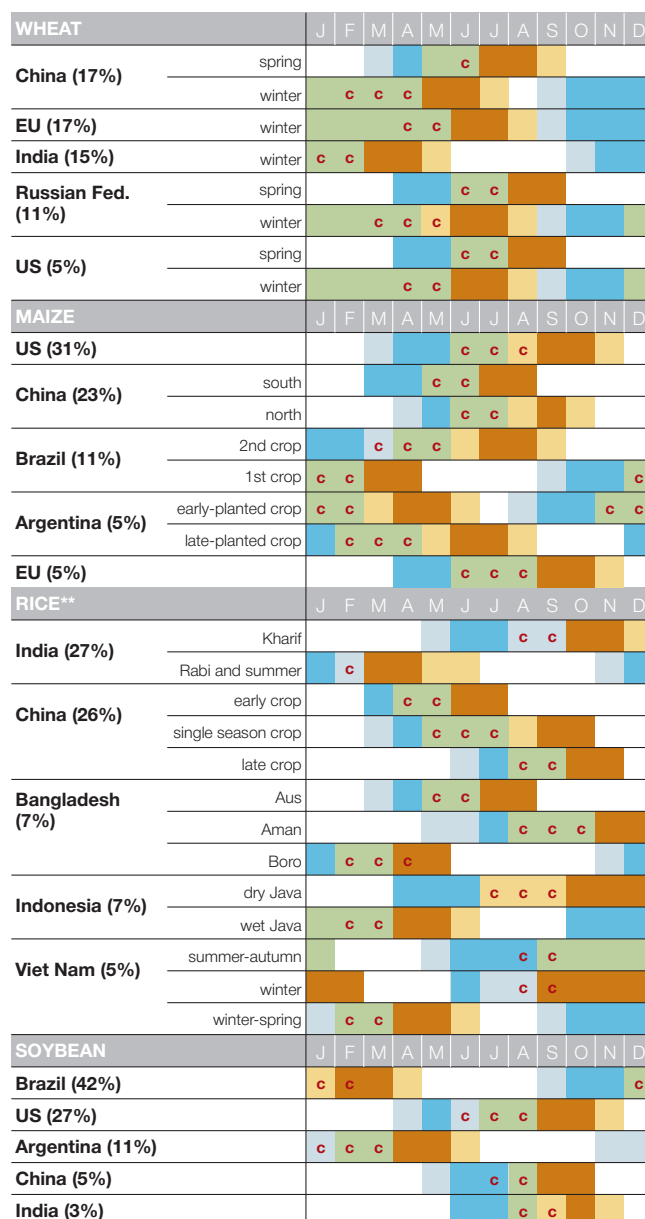 WHEAT J F M A M J J A S O N D
China (17%) spring c
winter c c c
EU (17%) winter c c
India (15%) winter c c
Russian Fed. (11%) spring c c
winter c c c
US (5%) spring c c
winter c c
MAIZE J F M A M J J A S O N D
US (31%) c c c
China (23%) south c c
north c c
Brazil (11%) 2nd crop c c c
1st crop c c c
Argentina (5%) early-planted crop c c c c
late-planted crop c c c
EU (5%) c c c
RICE** J F M A M J J A S O N D
India (27%) Kharif c c
Rabi and summer c
China (26%) early crop c c
single season crop c c c
late crop c c
Bangladesh (7%) Aus c c
Aman c c c
Boro c c c
Indonesia (7%) dry Java c c c
wet Java c c
Viet Nam (5%) summer-autumn c c
winter c c
winter-spring c c
SOYBEAN J F M A M J J A S O N D
Brazil (42%) c c c
US (27%) c c c
Argentina (11%) c c c
China (5%) c c
India (3%) c c